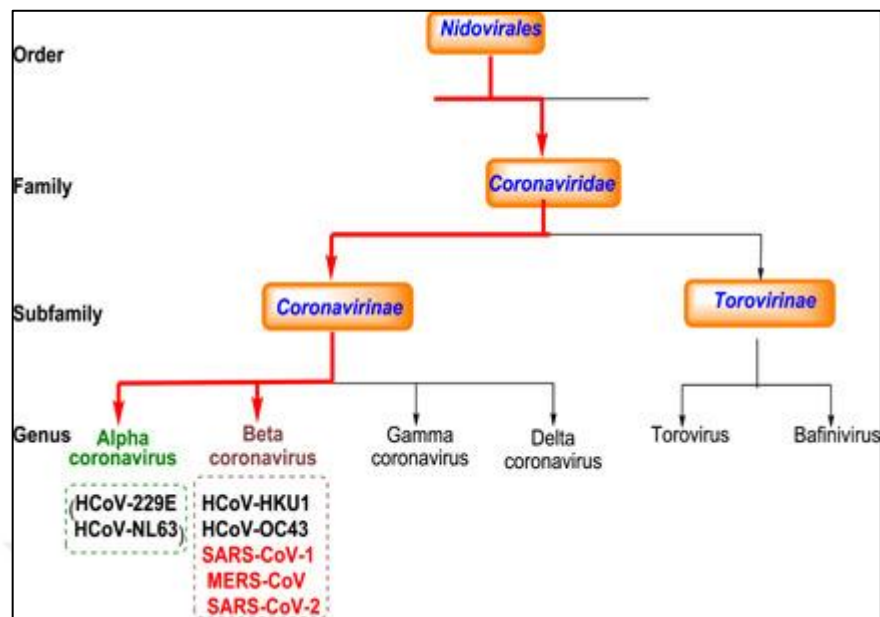 Order
Nidovirales
Family
Coronaviridae
Subfamily
Coronavirinae
Torovirinae
Genus
Alpha
coronavirus
Beta
coronavirus
Gamma
coronavirus
Delta
coronavirus
Torovirus
Bafinivirus
(HCoV-229E
HCoV-NL63)
HCoV-HKU1
HCoV-OC43
SARS-CoV-1
MERS-CoV
SARS-CoV-2